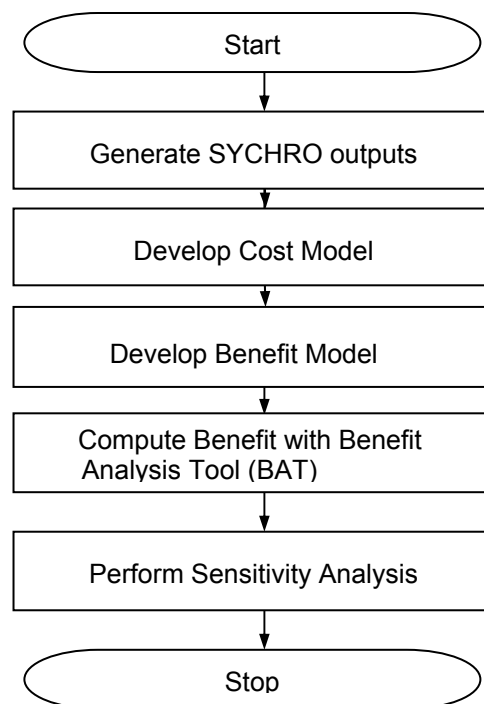 Start
Generate SYCHRO outputs
Develop Cost Model
Develop Benefit Model
Compute Benefit with Benefit
Analysis Tool (BAT)
Perform Sensitivity Analysis
Stop